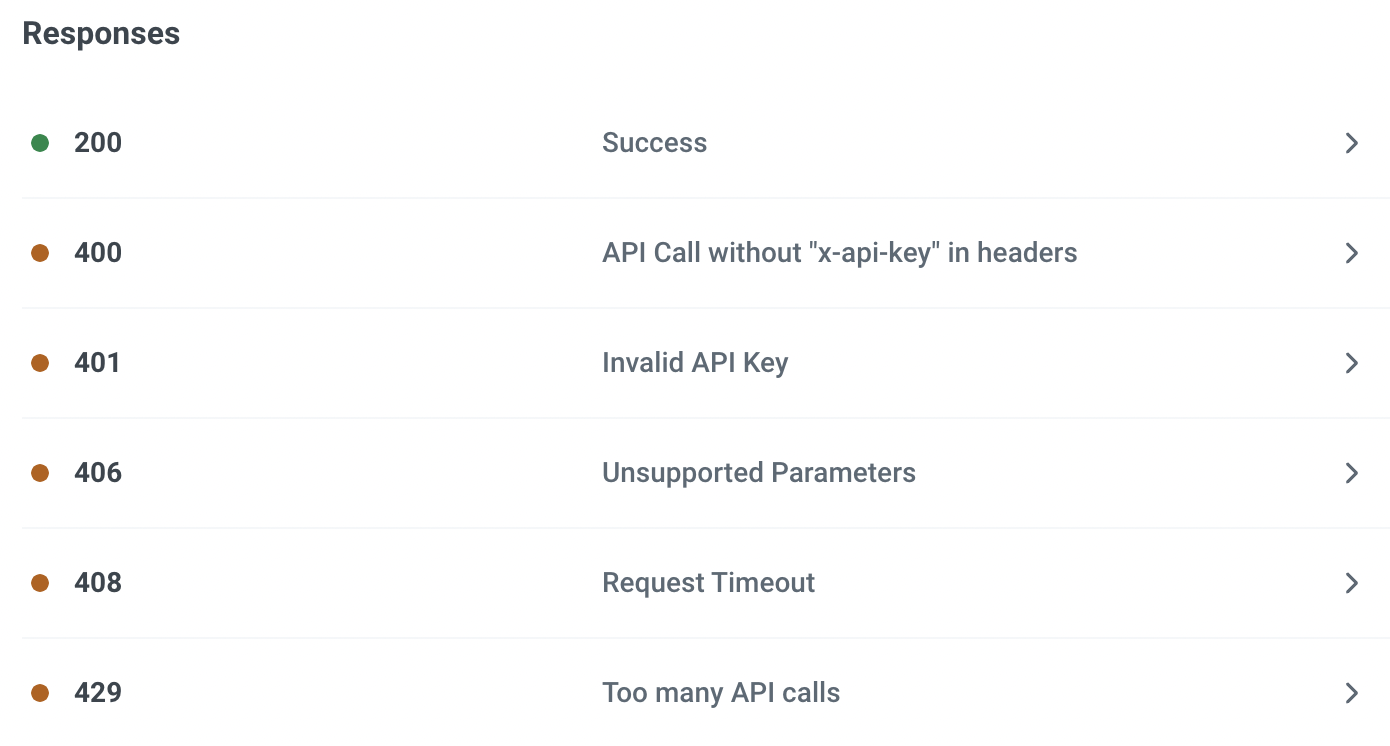 Responses
200 Success
400 API Call without "x-api-key" in headers
401 Invalid API Key
406 Unsupported Parameters
408 Request Timeout
429 Too many API calls